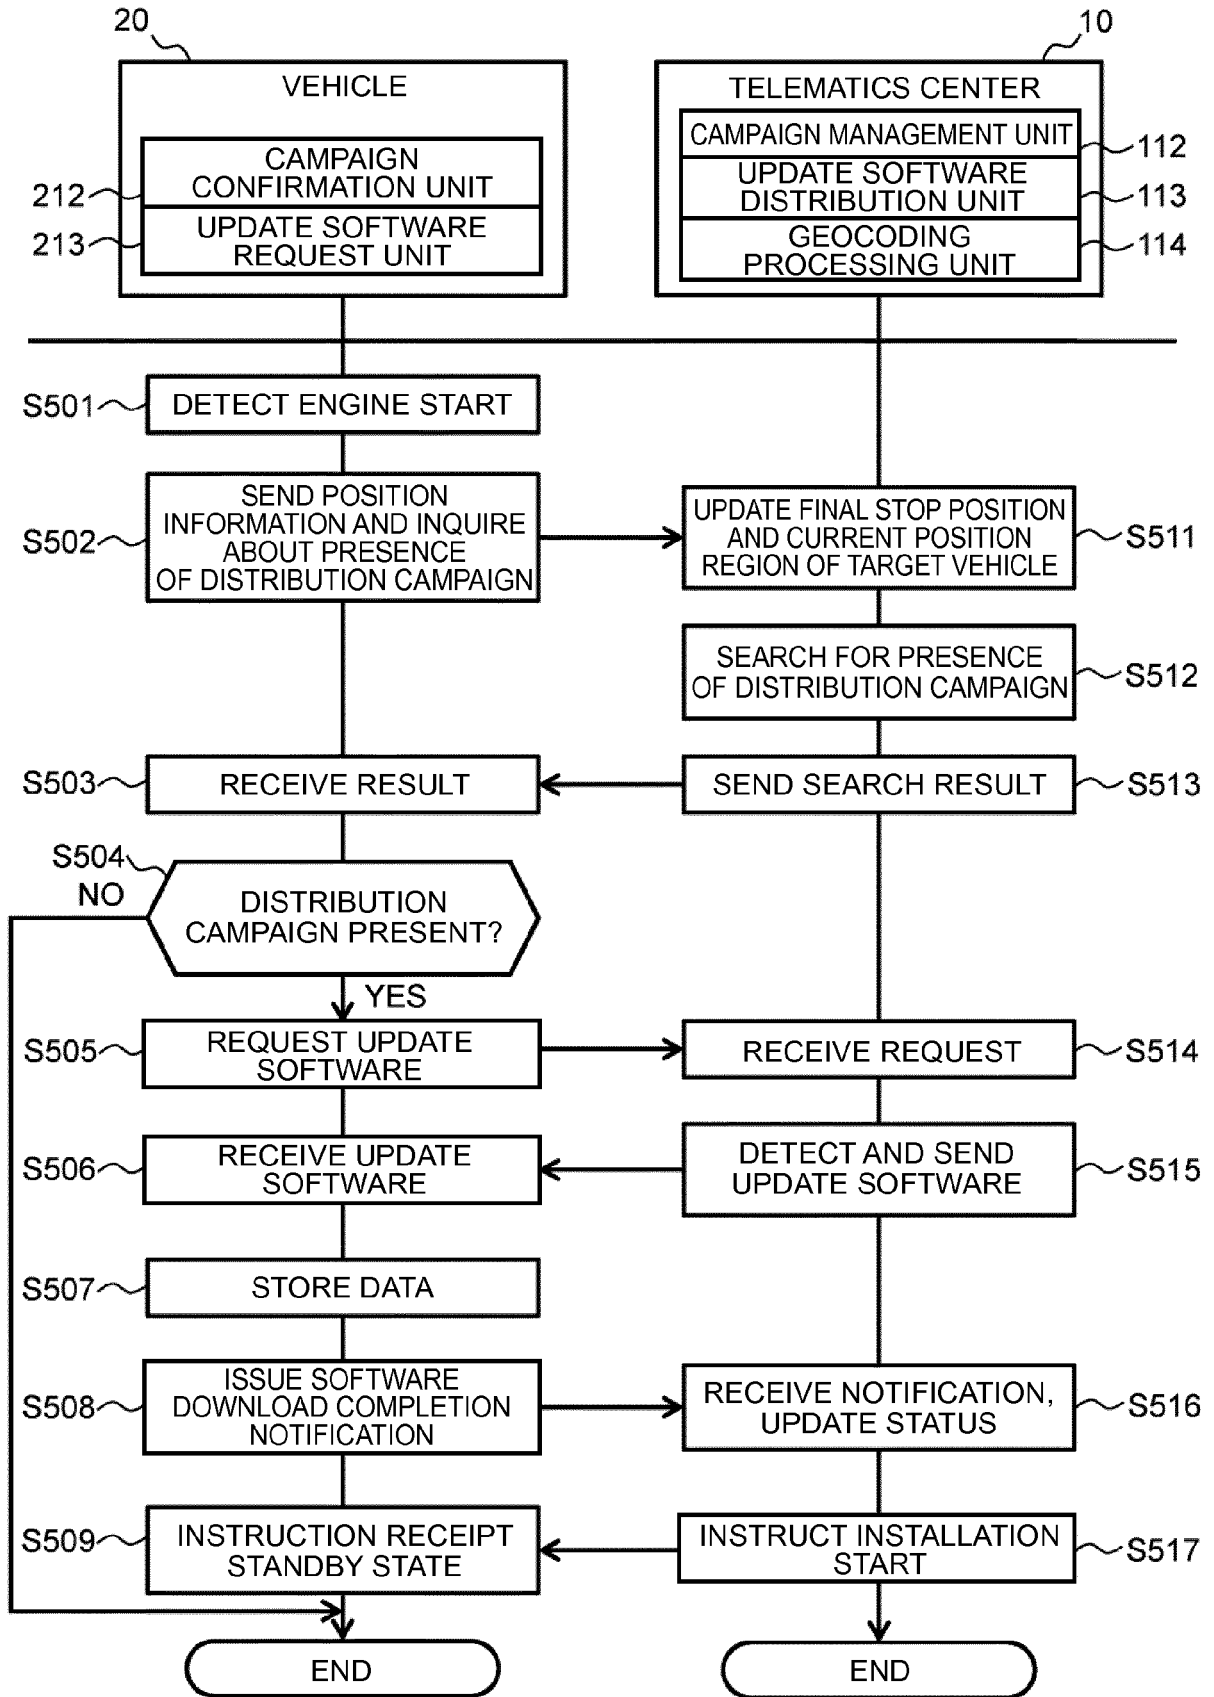 20
10
VEHICLE
TELEMATICS CENTER
CAMPAIGN
CONFIRMATION UNIT
212
UPDATE SOFTWARE
REQUEST UNIT
213
CAMPAIGN MANAGEMENT UNIT
112
UPDATE SOFTWARE
DISTRIBUTION UNIT
113
GEOCODING
PROCESSING UNIT
114
S501
DETECT ENGINE START
S502
SEND POSITION
INFORMATION AND INQUIRE
ABOUT PRESENCE
OF DISTRIBUTION CAMPAIGN
UPDATE FINAL STOP POSITION
AND CURRENT POSITION
REGION OF TARGET VEHICLE
S511
SEARCH FOR PRESENCE
OF DISTRIBUTION CAMPAIGN
S512
S503
RECEIVE RESULT
SEND SEARCH RESULT
S513
S504
NO
DISTRIBUTION
CAMPAIGN PRESENT?
YES
S505
REQUEST UPDATE
SOFTWARE
RECEIVE REQUEST
S514
S506
RECEIVE UPDATE
SOFTWARE
DETECT AND SEND
UPDATE SOFTWARE
S515
S507
STORE DATA
S508
ISSUE SOFTWARE
DOWNLOAD COMPLETION
NOTIFICATION
RECEIVE NOTIFICATION,
UPDATE STATUS
S516
S509
INSTRUCTION RECEIPT
STANDBY STATE
INSTRUCT INSTALLATION
START
S517
END
END